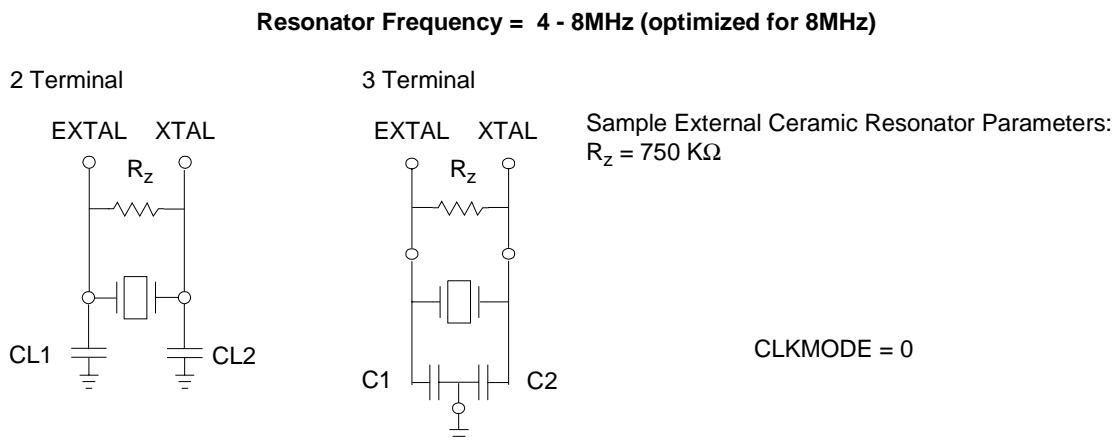 Resonator Frequency = 4 - 8MHz (optimized for 8MHz)
2 Terminal
EXTAL XTAL
Rz
CL1
CL2
3 Terminal
EXTAL XTAL
Rz
C1
C2
Sample External Ceramic Resonator Parameters:
Rz = 750 KΩ
CLKMODE = 0